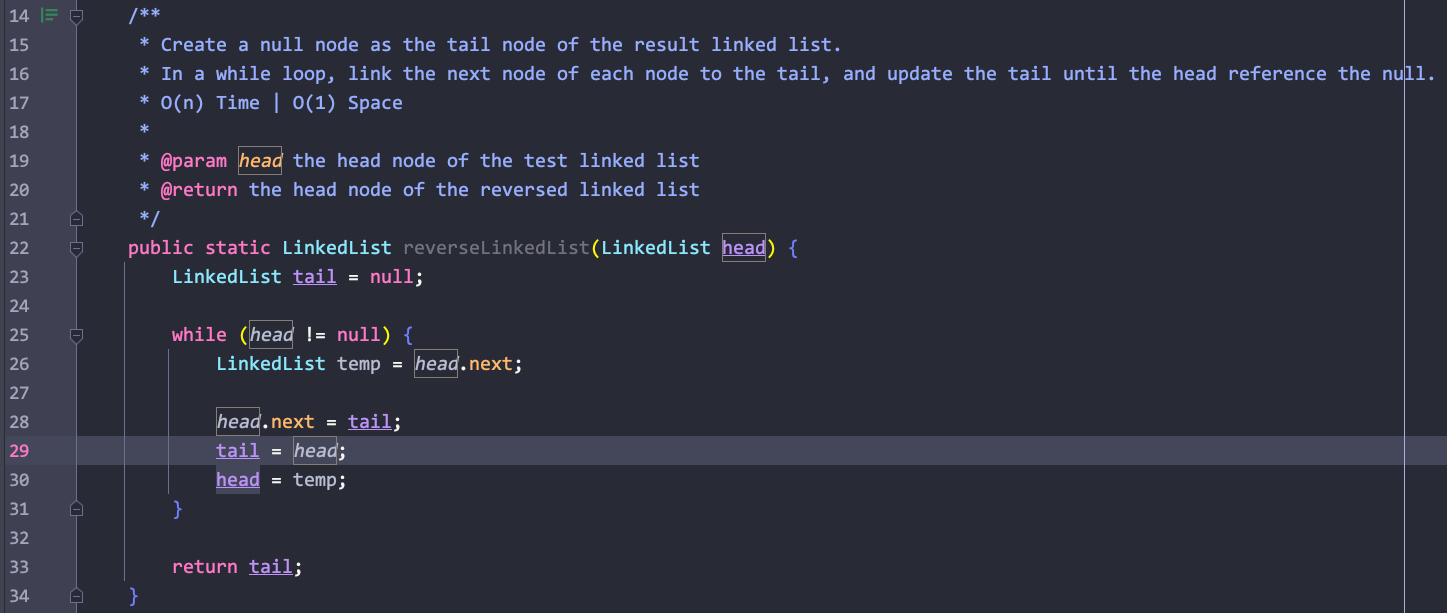 14 /**
15 * Create a null node as the tail node of the result linked list.
16 * In a while loop, link the next node of each node to the tail, and update the tail until the head reference the null.
17 * O(n) Time | O(1) Space
18 *
19 * @param head the head node of the test linked list
20 * @return the head node of the reversed linked list
21 */
22 public static LinkedList reverseLinkedList(LinkedList head) {
23 LinkedList tail = null;
24
25 while (head != null) {
26 LinkedList temp = head.next;
27
28 head.next = tail;
29 tail = head;
30 head = temp;
31 }
32
33 return tail;
34 }